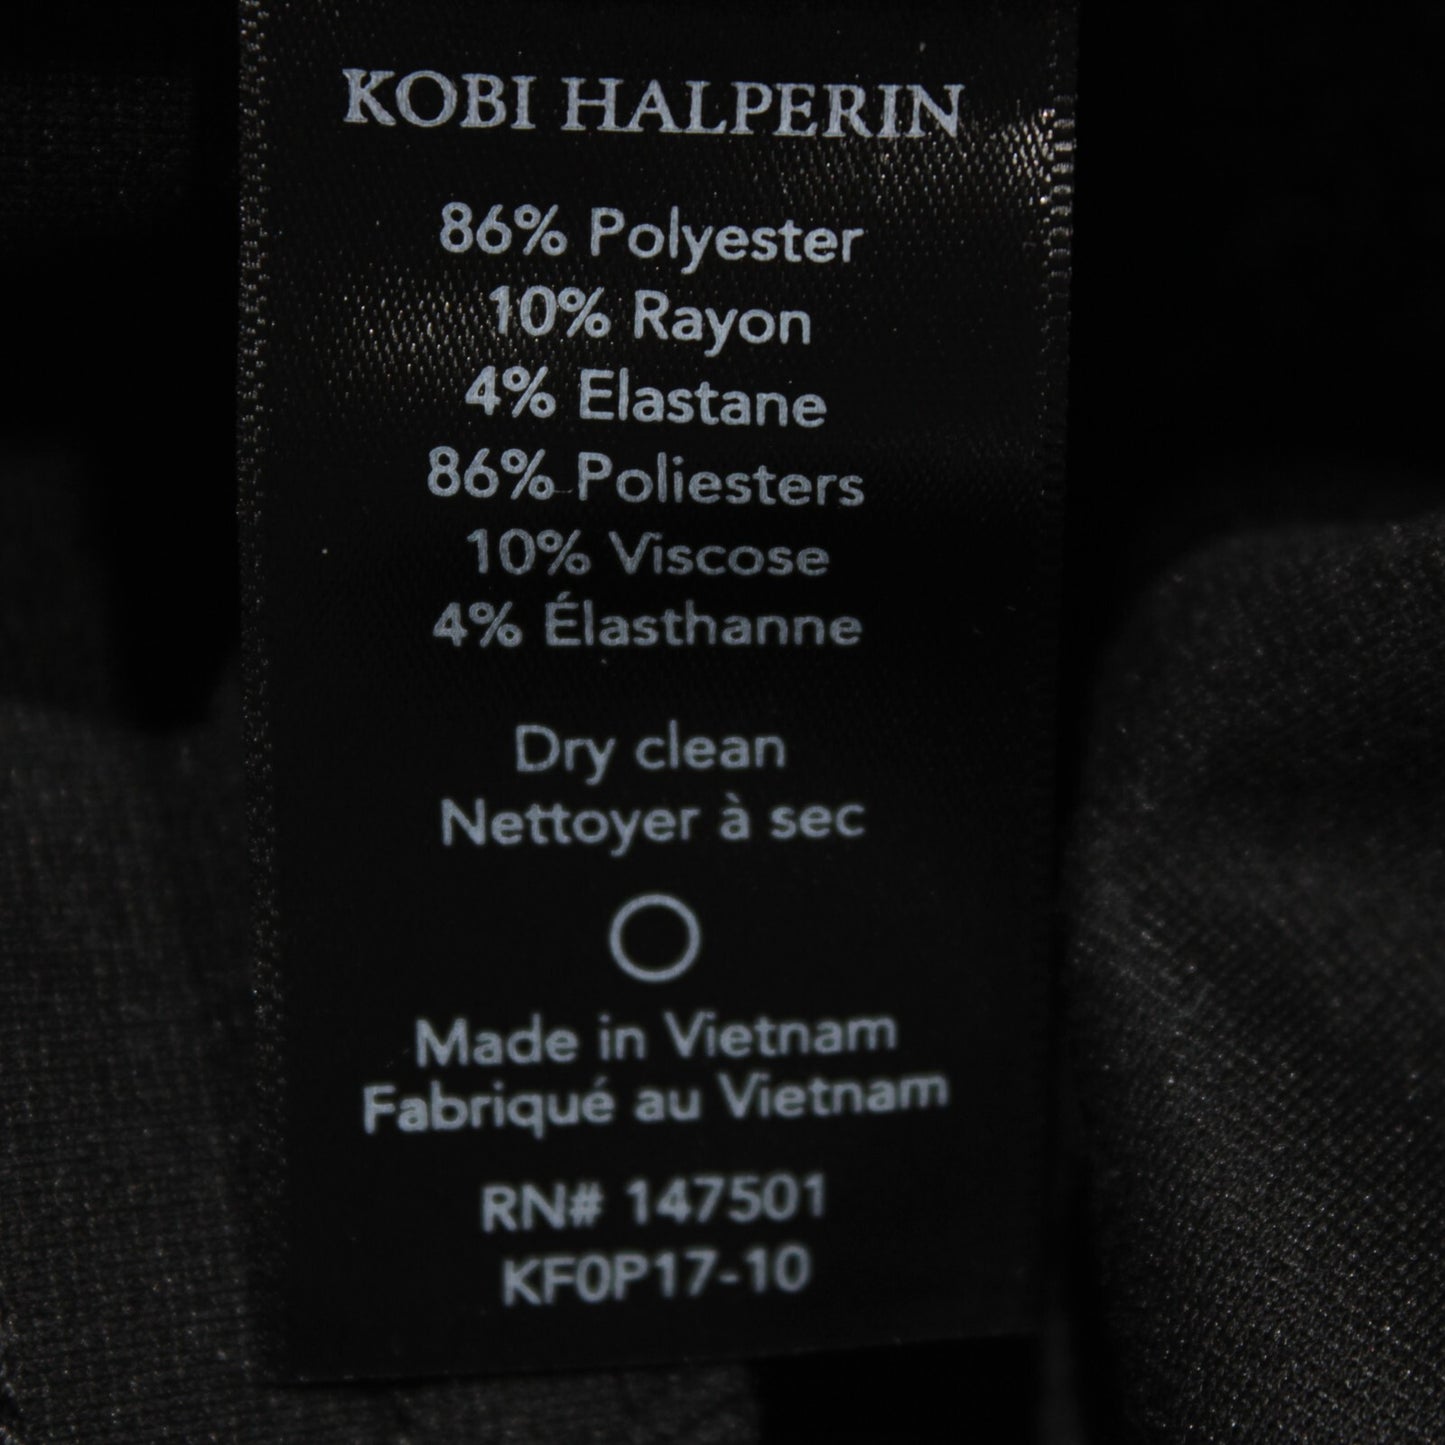 KOBI HALPERIN
86% Polyester
10% Rayon
4% Elastane
86% Poliesters
10% Viscose
4% Élasthanne
Dry clean
Nettoyer à sec
Made in Vietnam
Fabriqué au Vietnam
RN# 147501
KF0P17-10